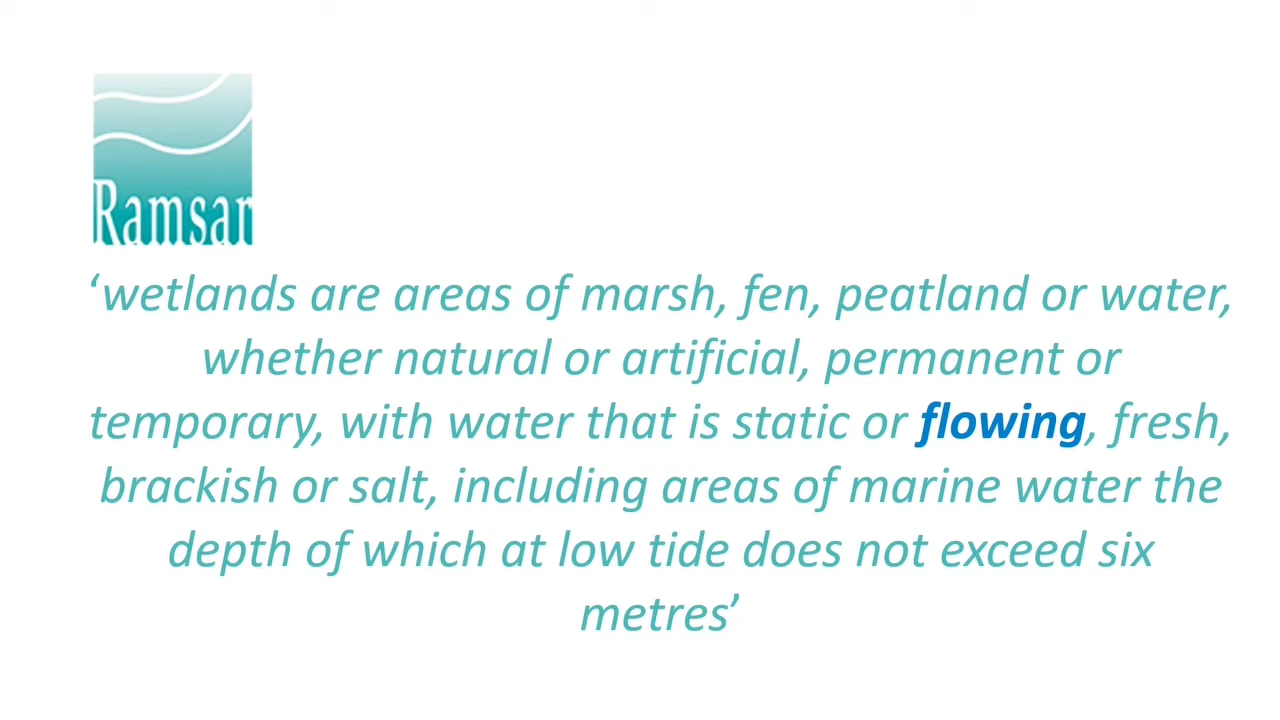 Ramsar
‘wetlands are areas of marsh, fen, peatland or water,
whether natural or artificial, permanent or
temporary, with water that is static or flowing, fresh,
brackish or salt, including areas of marine water the
depth of which at low tide does not exceed six
metres’